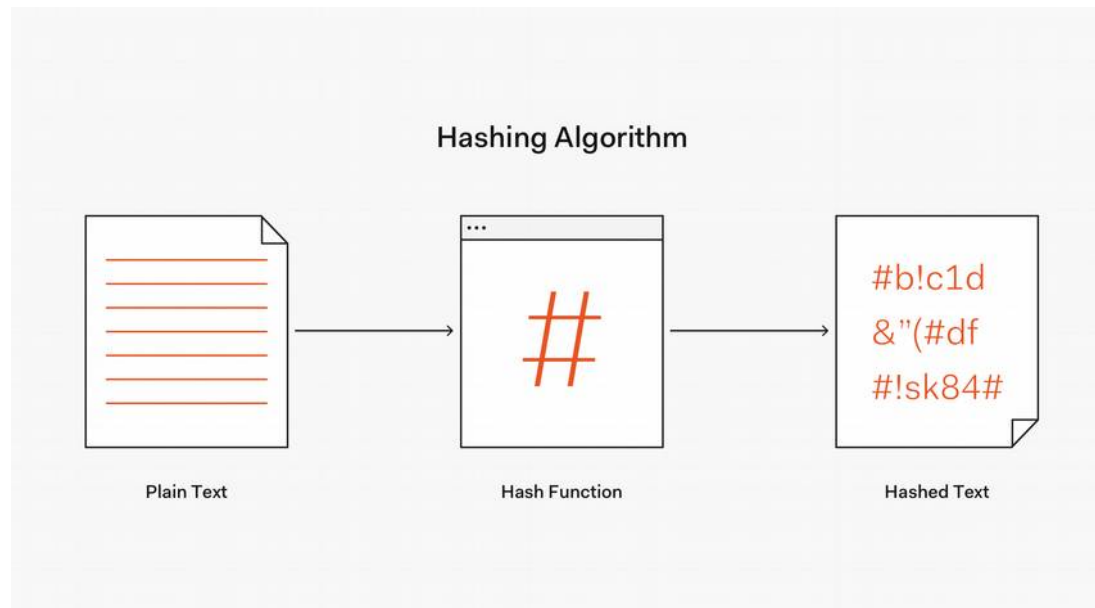 Hashing Algorithm
#
#b!c1d
&”(#df
#!sk84#
Plain Text
Hash Function
Hashed Text